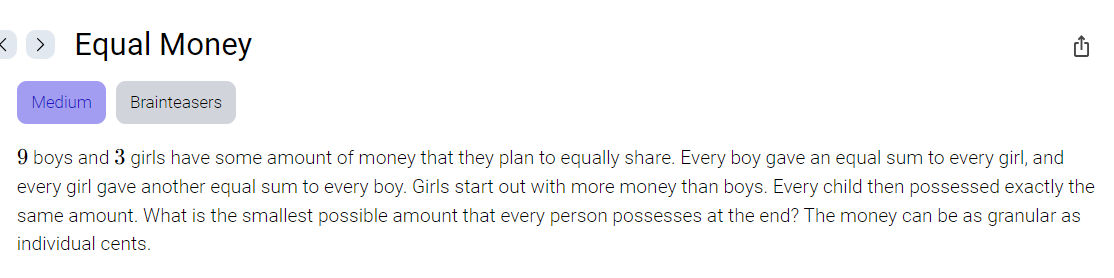 Equal Money
Medium Brainteasers
9 boys and 3 girls have some amount of money that they plan to equally share. Every boy gave an equal sum to every girl, and
every girl gave another equal sum to every boy. Girls start out with more money than boys. Every child then possessed exactly the
same amount. What is the smallest possible amount that every person possesses at the end? The money can be as granular as
individual cents.